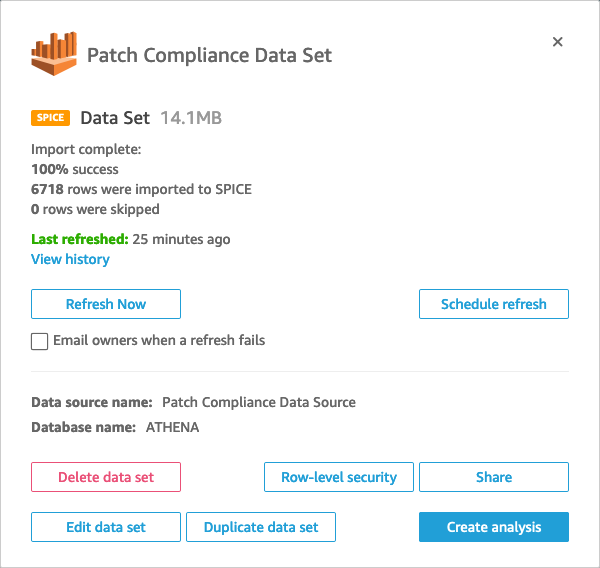 Patch Compliance Data Set
SPICE Data Set 14.1MB
Import complete:
100% success
6718 rows were imported to SPICE
0 rows were skipped
Last refreshed: 25 minutes ago
View history
Refresh Now Schedule refresh
Email owners when a refresh fails
Data source name: Patch Compliance Data Source
Database name: ATHENA
Delete data set Row-level security Share
Edit data set Duplicate data set Create analysis